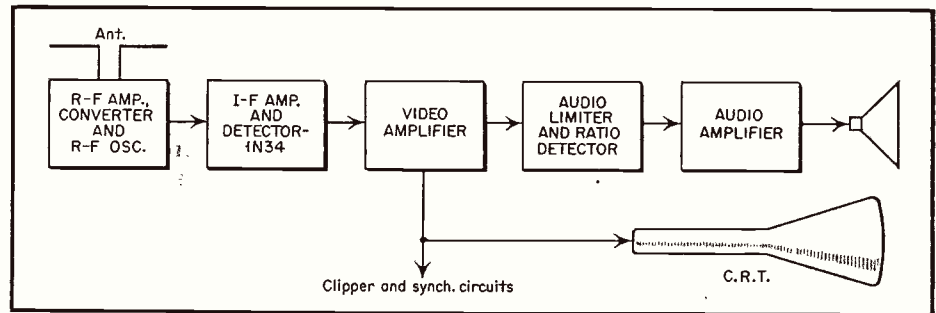 Ant.
R-F AMP.,
CONVERTER
AND
R-F OSC.
I-F AMP.
AND
DETECTOR-
1N34
VIDEO
AMPLIFIER
AUDIO
LIMITER
AND RATIO
DETECTOR
AUDIO
AMPLIFIER
C.R.T.
Clipper and synch. circuits